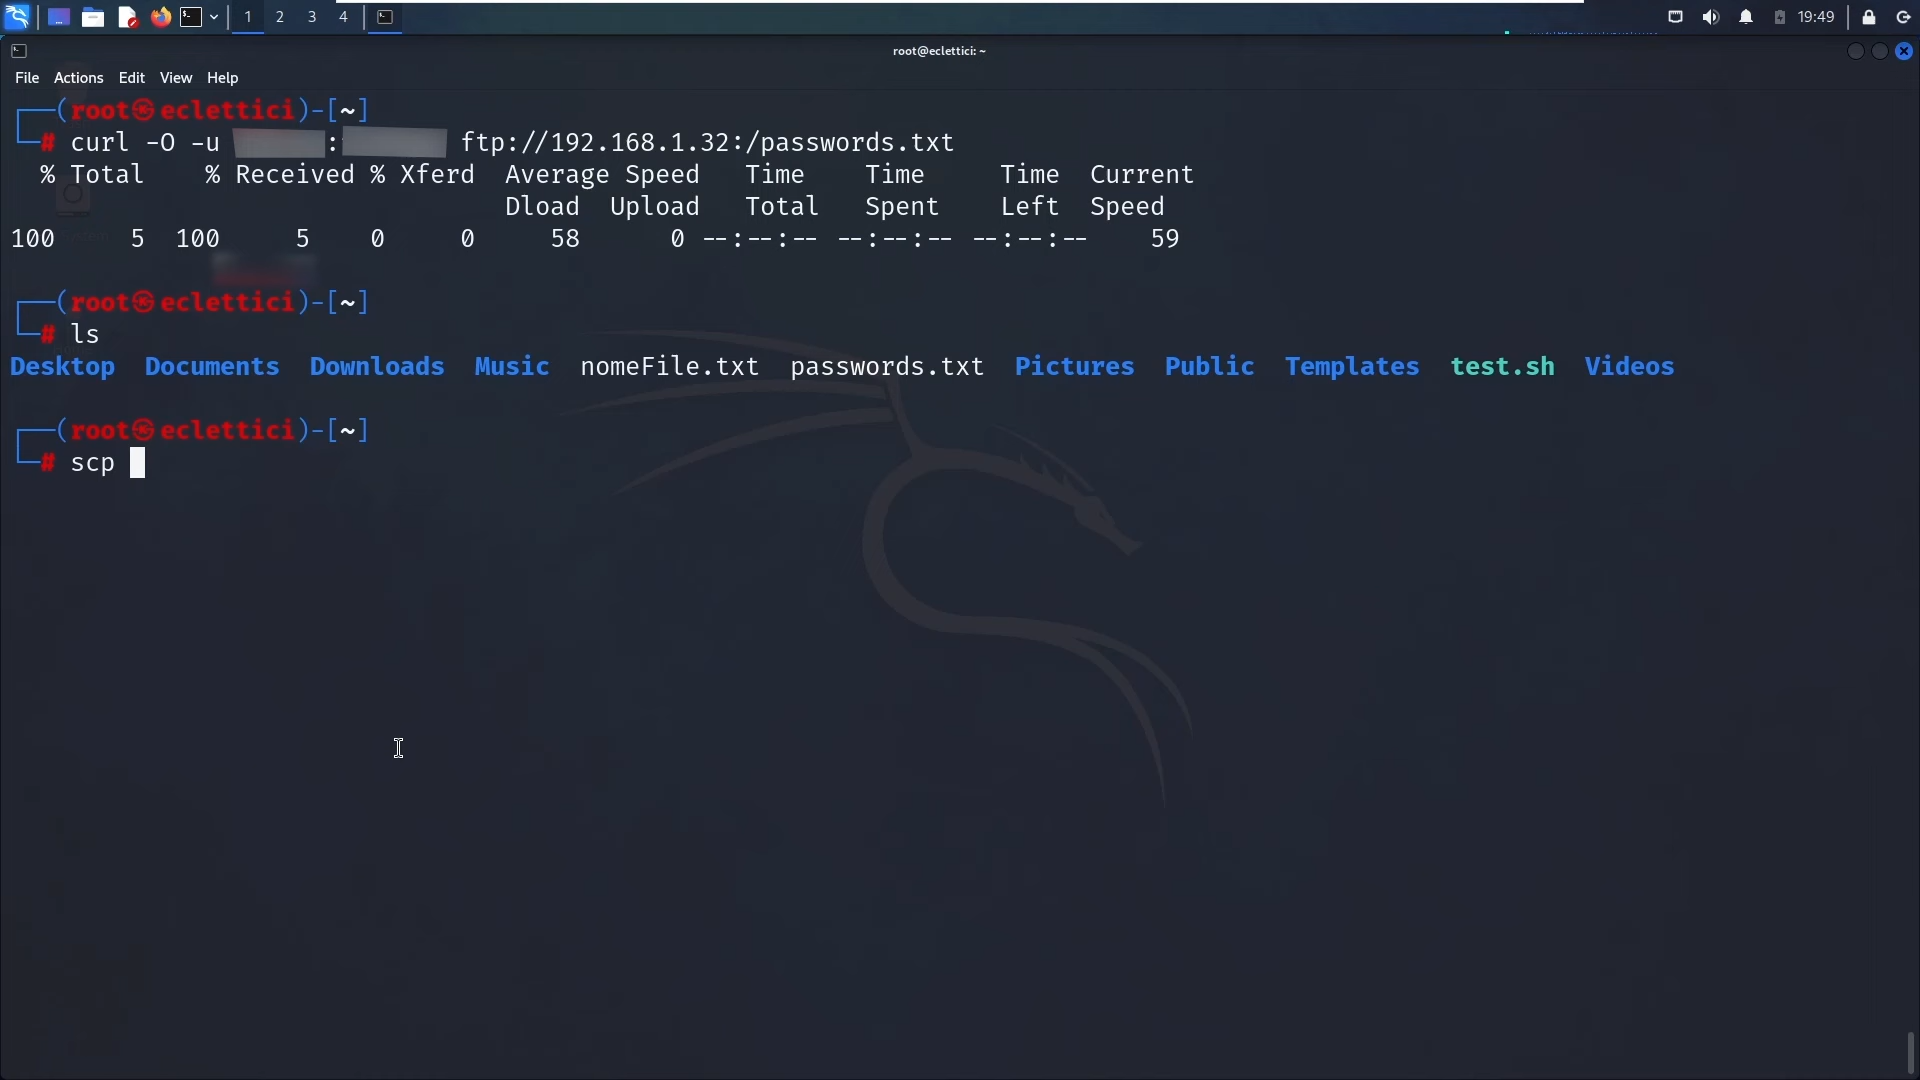 1 2 3 4 19:49
root@eclettici: ~
File Actions Edit View Help
┌──(root㉿eclettici)-[~]
└─# curl -O -u : ftp://192.168.1.32:/passwords.txt
% Total % Received % Xferd Average Speed Time Time Time Current
Dload Upload Total Spent Left Speed
100 5 100 5 0 0 58 0 --:--:-- --:--:-- --:--:-- 59
┌──(root㉿eclettici)-[~]
└─# ls
Desktop Documents Downloads Music nomeFile.txt passwords.txt Pictures Public Templates test.sh Videos
┌──(root㉿eclettici)-[~]
└─# scp